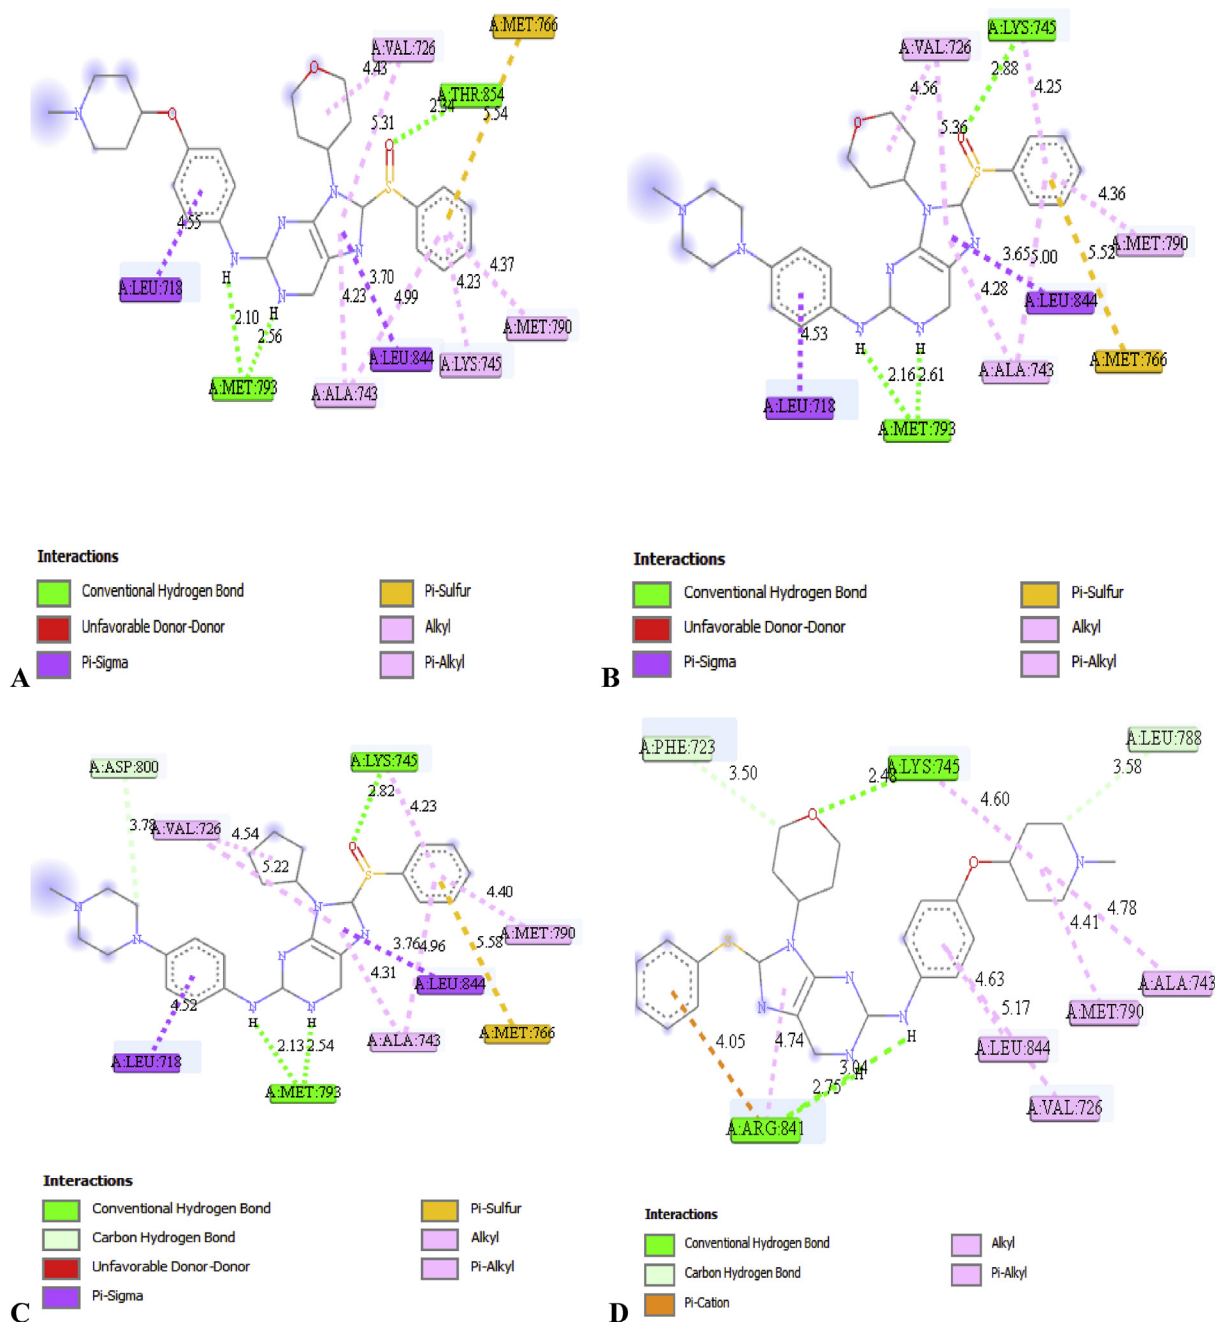 A:MET:766
A:VAL:726
4.43
O
A:THR:854
2.34
5.54
5.31
N
O
O
S
N
4.55
N
N
N
H
3.70
4.37
4.23
4.23
4.99
A:LEU:718
N
H
2.10
2.56
A:MET:790
A:LEU:844
A:LYS:745
A:MET:793
A:ALA:743
Interactions
Conventional Hydrogen Bond
Pi-Sulfur
Unfavorable Donor-Donor
Alkyl
Pi-Sigma
Pi-Alkyl
A
A:LYS:745
A:VAL:726
2.88
4.25
4.56
O
5.36
O
S
4.36
N
N
N
A:MET:790
N
3.65
5.00
5.52
N
4.28
A:LEU:844
4.53
N
H
N
H
A:MET:766
A:ALA:743
2.16
2.61
A:LEU:718
A:MET:793
Interactions
Conventional Hydrogen Bond
Pi-Sulfur
Unfavorable Donor-Donor
Alkyl
Pi-Sigma
Pi-Alkyl
B
A:LYS:745
A:ASP:800
2.82
4.23
3.78
A:VAL:726
4.54
O
5.22
S
4.40
N
N
N
N
A:MET:790
N
3.76
4.96
5.58
4.31
A:LEU:844
4.52
N
H
N
H
A:MET:766
A:ALA:743
2.13
2.54
A:LEU:718
A:MET:793
Interactions
Conventional Hydrogen Bond
Pi-Sulfur
Carbon Hydrogen Bond
Alkyl
Unfavorable Donor-Donor
Pi-Alkyl
Pi-Sigma
C
A:PHE:723
A:LEU:788
A:LYS:745
3.50
2.48
3.58
4.60
O
O
N
4.78
4.41
S
N
N
4.63
A:ALA:743
N
N
H
5.17
A:MET:790
4.05
4.74
A:LEU:844
3.04
N
H
2.75
A:VAL:726
A:ARG:841
Interactions
Conventional Hydrogen Bond
Alkyl
Carbon Hydrogen Bond
Pi-Alkyl
Pi-Cation
D